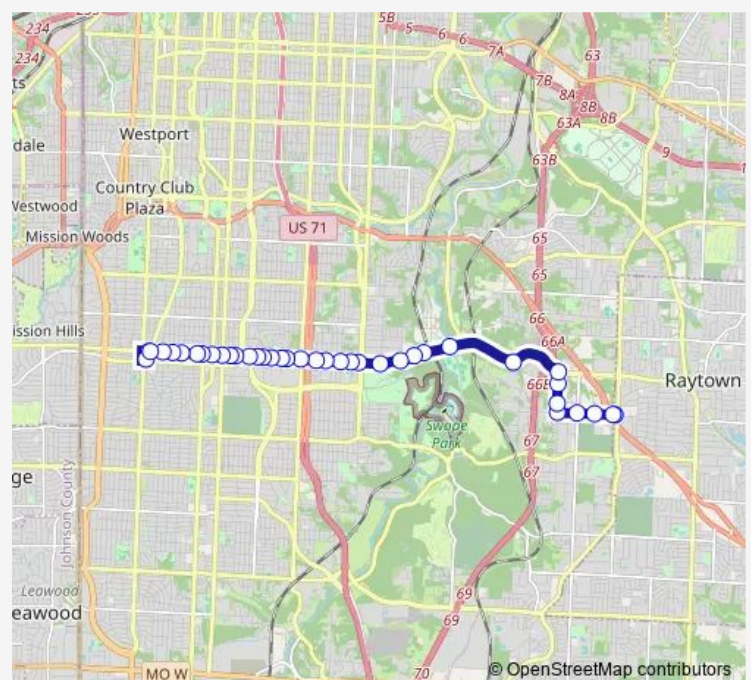 234
234
ts
dale
Westport
5B
5
6
6
7A
63
7B
8A
8B
8B
63A
63B
9
1
Country Club
Plaza
Westwood
Mission Woods
US 71
65
65
ission Hills
66
66A
66B
Raytown
Swope
Park
67
67
ge
Johnson County
Leawood
eawood
69
69
70
MO W
© OpenStreetMap contributors